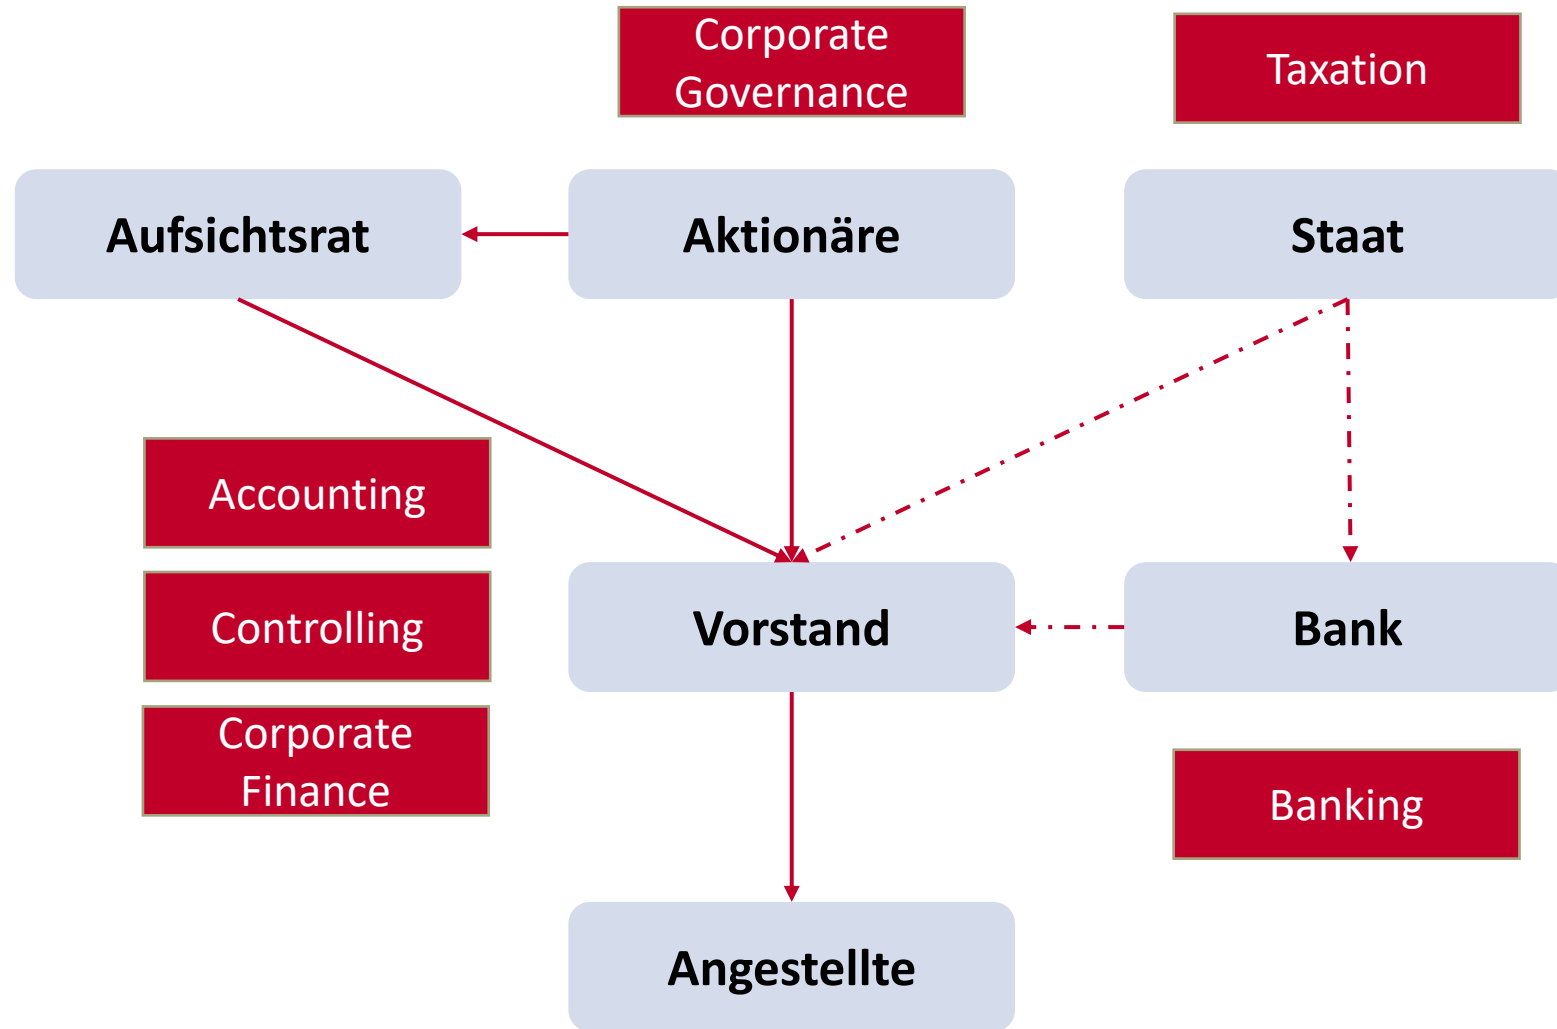 Corporate
Governance
Taxation
Aufsichtsrat
Aktionäre
Staat
Accounting
Controlling
Corporate
Finance
Vorstand
Bank
Banking
Angestellte